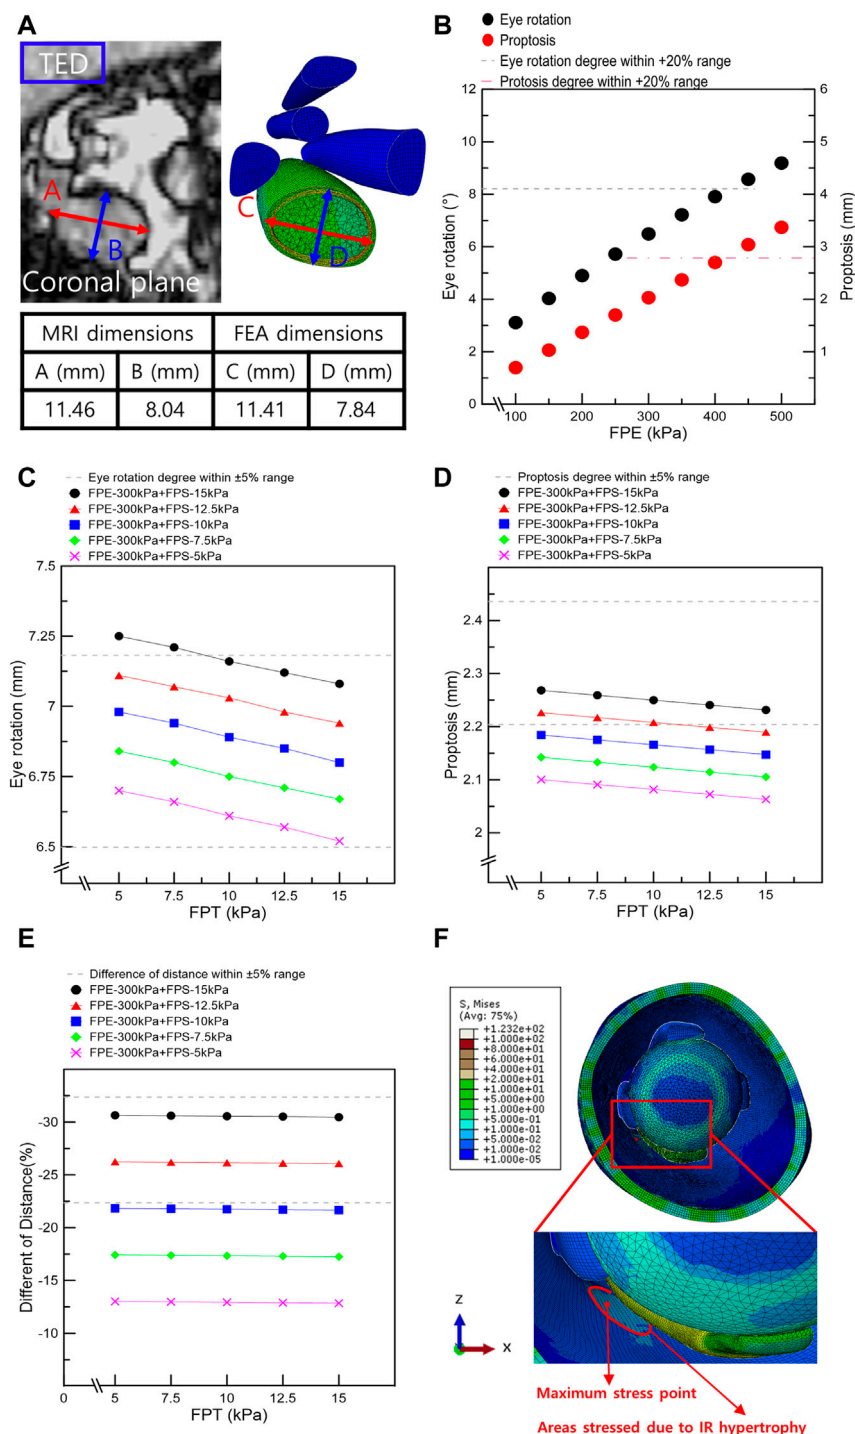 A
TED
A
B
Coronal plane
C
D
MRI dimensions FEA dimensions
A (mm) B (mm) C (mm) D (mm)
11.46 8.04 11.41 7.84
B
Eye rotation
Proptosis
Eye rotation degree within +20% range
Protosis degree within +20% range
12
10
8
6
4
2
0
Eye rotation (°)
6
5
4
3
2
1
Proptosis (mm)
100 200 300 400 500
FPE (kPa)
C
Eye rotation degree within ±5% range
FPE-300kPa+FPS-15kPa
FPE-300kPa+FPS-12.5kPa
FPE-300kPa+FPS-10kPa
FPE-300kPa+FPS-7.5kPa
FPE-300kPa+FPS-5kPa
7.5
7.25
7
6.75
6.5
Eye rotation (mm)
5 7.5 10 12.5 15
FPT (kPa)
D
Proptosis degree within ±5% range
FPE-300kPa+FPS-15kPa
FPE-300kPa+FPS-12.5kPa
FPE-300kPa+FPS-10kPa
FPE-300kPa+FPS-7.5kPa
FPE-300kPa+FPS-5kPa
2.4
2.3
2.2
2.1
2
Proptosis (mm)
5 7.5 10 12.5 15
FPT (kPa)
E
Difference of distance within ±5% range
FPE-300kPa+FPS-15kPa
FPE-300kPa+FPS-12.5kPa
FPE-300kPa+FPS-10kPa
FPE-300kPa+FPS-7.5kPa
FPE-300kPa+FPS-5kPa
-30
-25
-20
-15
-10
Different of Distance(%)
0 5 7.5 10 12.5 15
FPT (kPa)
F
S, Mises
(Avg: 75%)
+1.232e+02
+1.000e+02
+8.000e+01
+6.000e+01
+4.000e+01
+2.000e+01
+1.000e+01
+5.000e+00
+1.000e+00
+5.000e-01
+1.000e-01
+5.000e-02
+1.000e-02
+1.000e-05
Z
X
Maximum stress point
Areas stressed due to IR hypertrophy